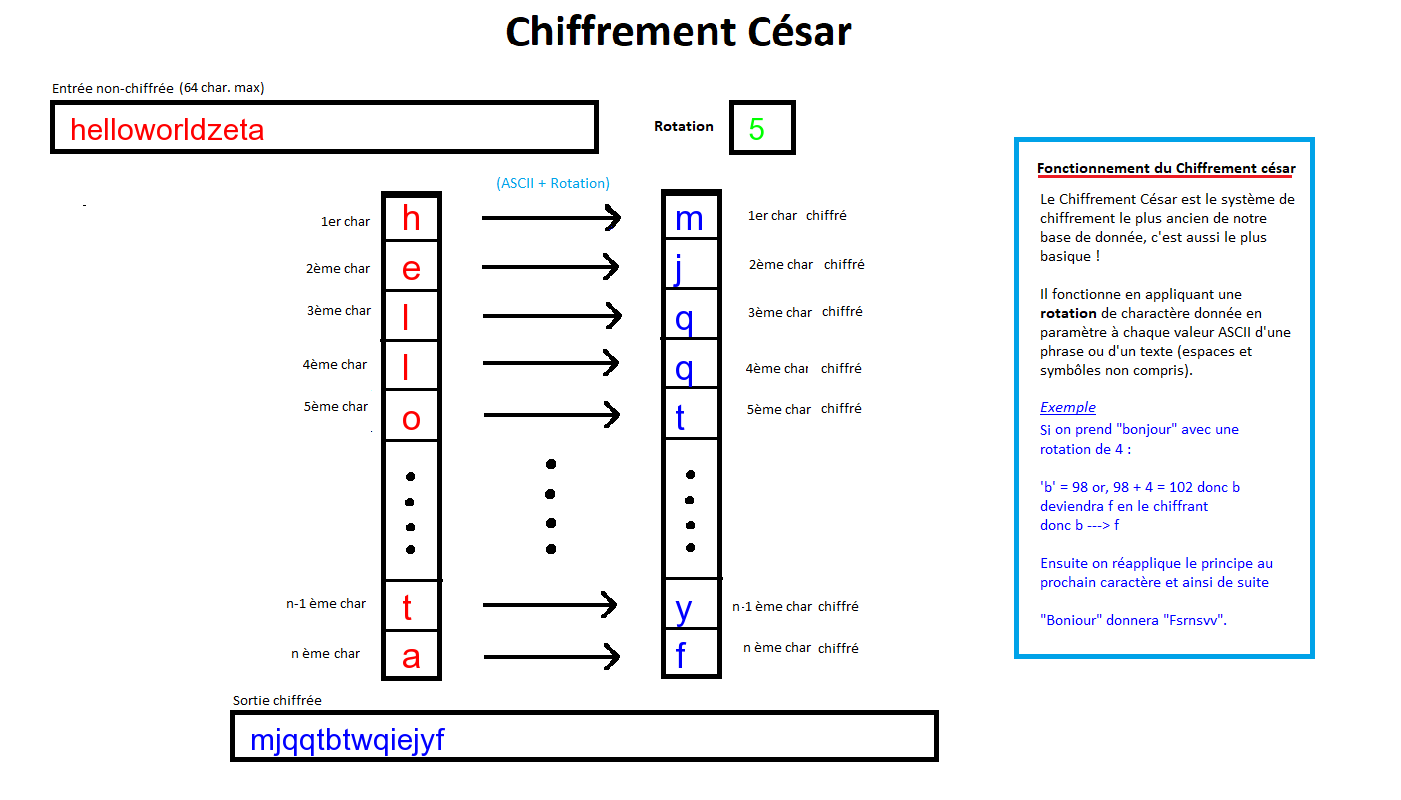 Chiffrement César
Entrée non-chiffrée (64 char. max)
helloworldzeta
Rotation
5
(ASCII + Rotation)
1er char
h
m
1er char chiffré
2ème char
e
j
2ème char chiffré
3ème char
l
q
3ème char chiffré
4ème char
l
q
4ème char chiffré
5ème char
o
t
5ème char chiffré
n-1 ème char
t
y
n-1 ème char chiffré
n ème char
a
f
n ème char chiffré
Sortie chiffrée
mjqqtbtwqiejyf
Fonctionnement du Chiffrement césar
Le Chiffrement César est le système de
chiffrement le plus ancien de notre
base de donnée, c'est aussi le plus
basique !
Il fonctionne en appliquant une
rotation de charactère donnée en
paramètre à chaque valeur ASCII d'une
phrase ou d'un texte (espaces et
symbôles non compris).
Exemple
Si on prend "bonjour" avec une
rotation de 4 :
'b' = 98 or, 98 + 4 = 102 donc b
deviendra f en le chiffrant
donc b ---> f
Ensuite on réapplique le principe au
prochain caractère et ainsi de suite
"Boniour" donnera "Fsrnsvv".